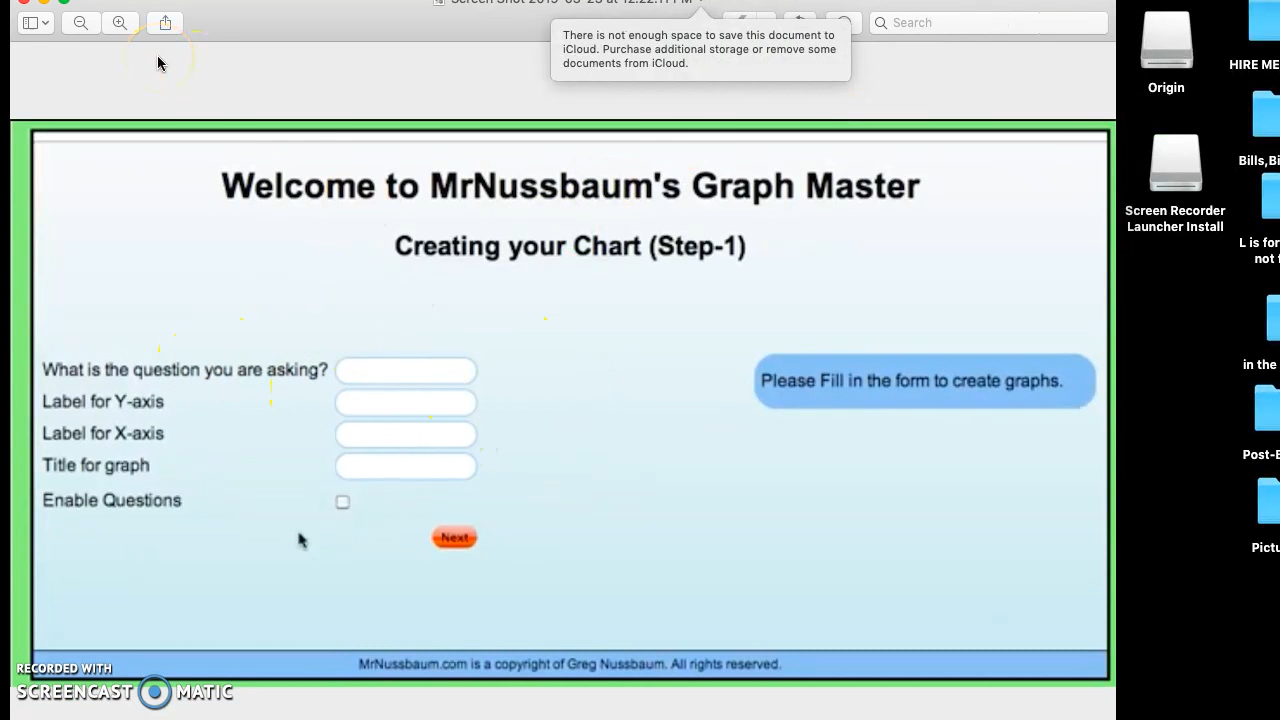 Search
There is not enough space to save this document to
iCloud. Purchase additional storage or remove some
documents from iCloud.
Origin
HIRE ME
Screen Recorder
Launcher Install
Bills,Bi
L is for
not f
in the
Post-E
Pictu
Welcome to MrNussbaum's Graph Master
Creating your Chart (Step-1)
What is the question you are asking?
Label for Y-axis
Label for X-axis
Title for graph
Enable Questions
Next
Please Fill in the form to create graphs.
MrNussbaum.com is a copyright of Greg Nussbaum. All rights reserved.
RECORDED WITH
SCREENCAST MATIC